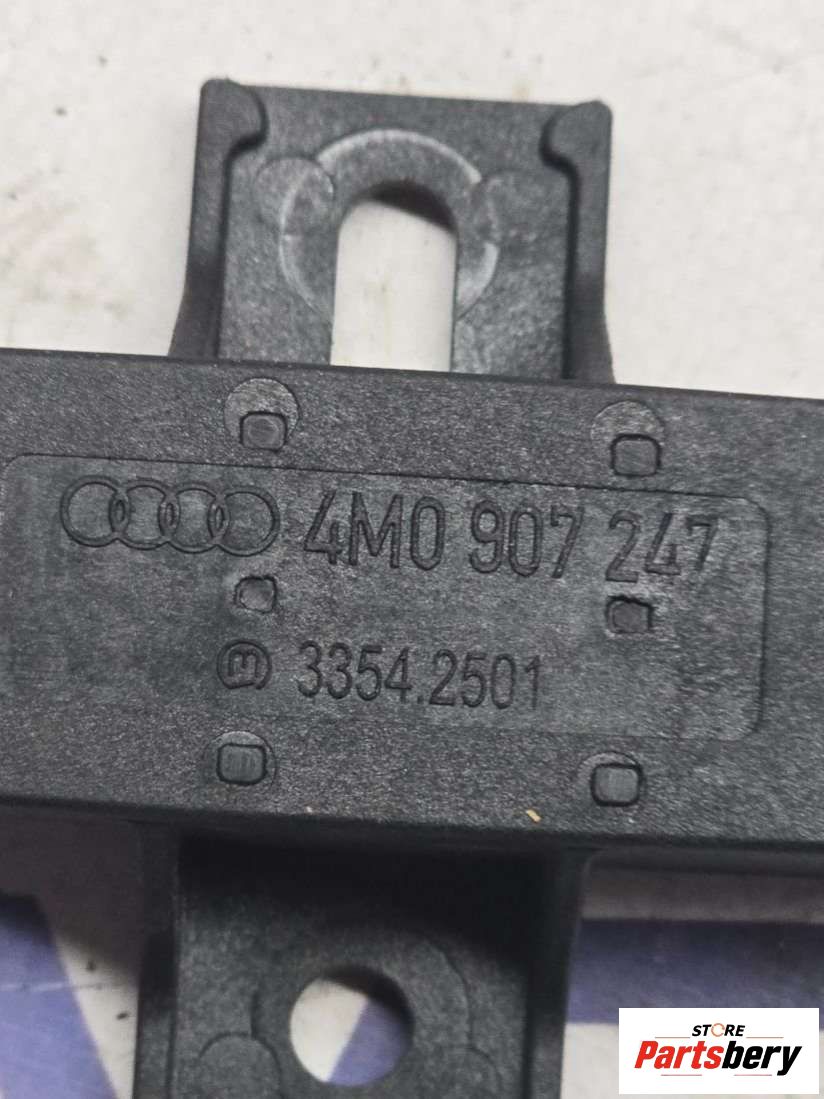 4M0 907 247
3354.2501
STORE
Partsbery